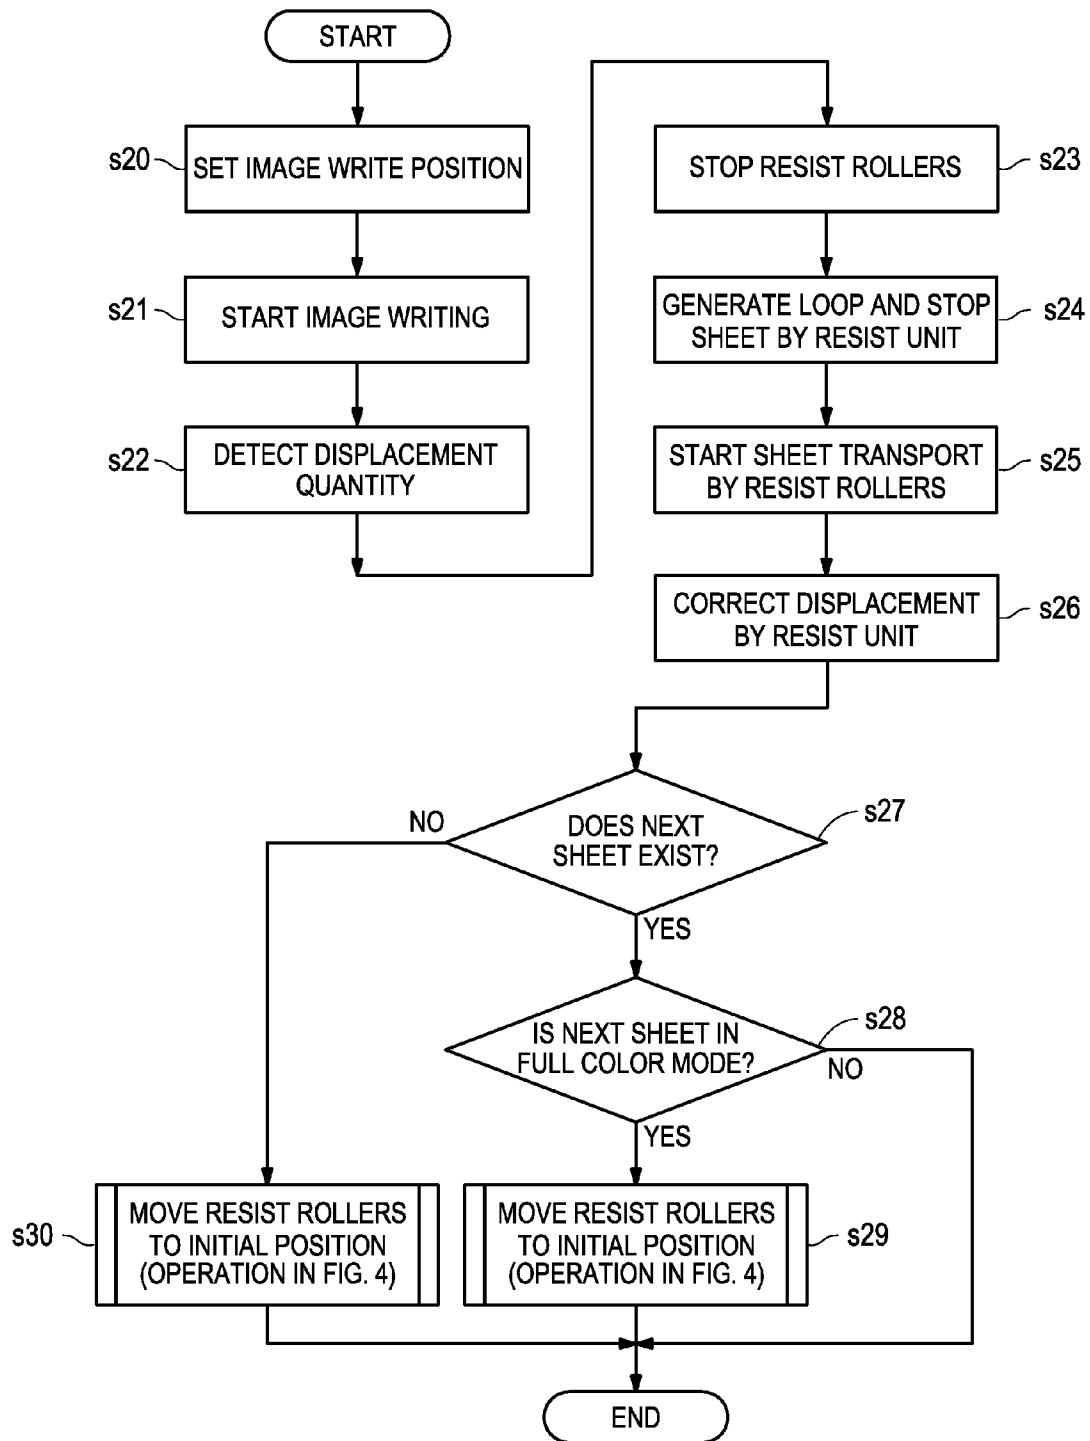 START
s20
SET IMAGE WRITE POSITION
s21
START IMAGE WRITING
s22
DETECT DISPLACEMENT
QUANTITY
STOP RESIST ROLLERS
s23
GENERATE LOOP AND STOP
SHEET BY RESIST UNIT
s24
START SHEET TRANSPORT
BY RESIST ROLLERS
s25
CORRECT DISPLACEMENT
BY RESIST UNIT
s26
DOES NEXT
SHEET EXIST?
s27
NO
YES
IS NEXT SHEET IN
FULL COLOR MODE?
s28
NO
YES
s30
MOVE RESIST ROLLERS
TO INITIAL POSITION
(OPERATION IN FIG. 4)
MOVE RESIST ROLLERS
TO INITIAL POSITION
(OPERATION IN FIG. 4)
s29
END